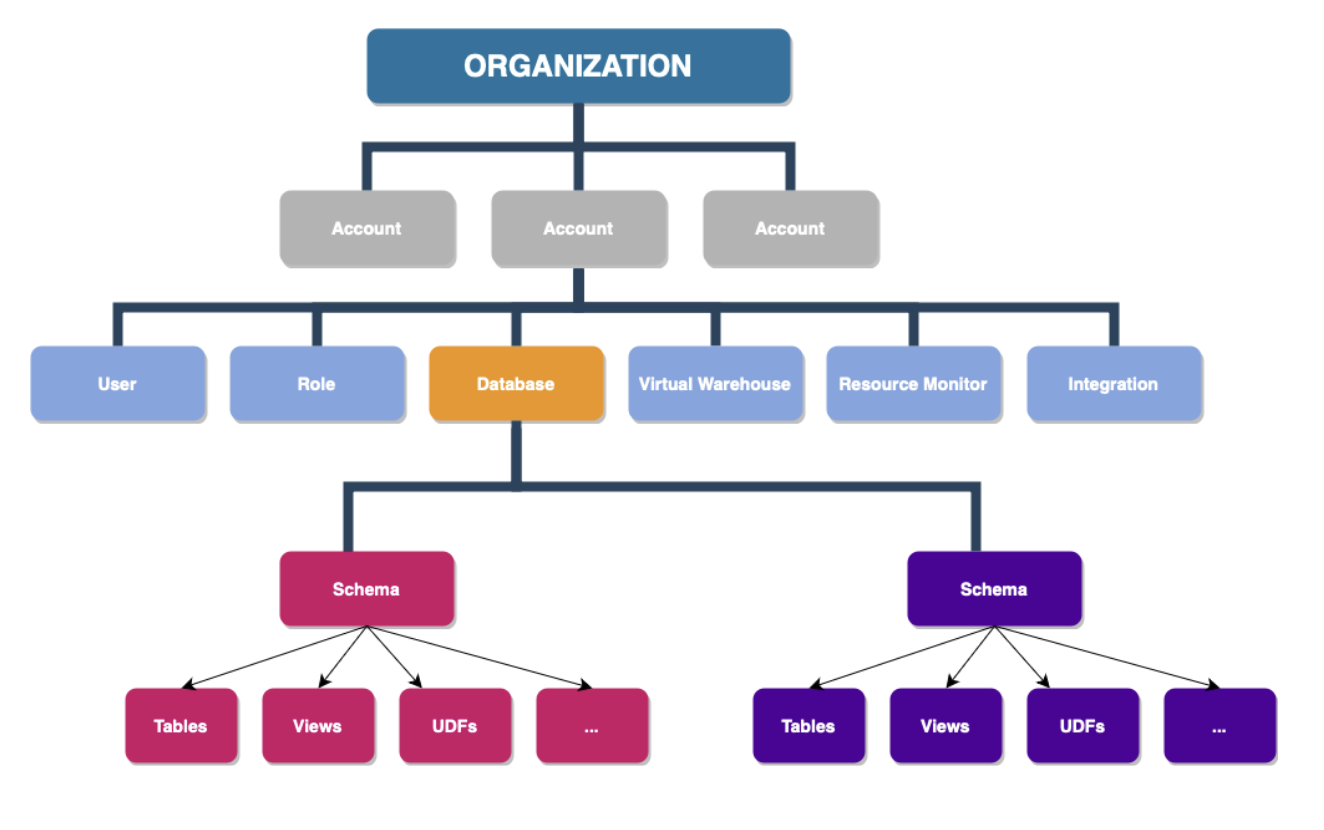 ORGANIZATION
Account
Account
Account
User
Role
Database
Virtual Warehouse
Resource Monitor
Integration
Schema
Schema
Tables
Views
UDFs
...
Tables
Views
UDFs
...